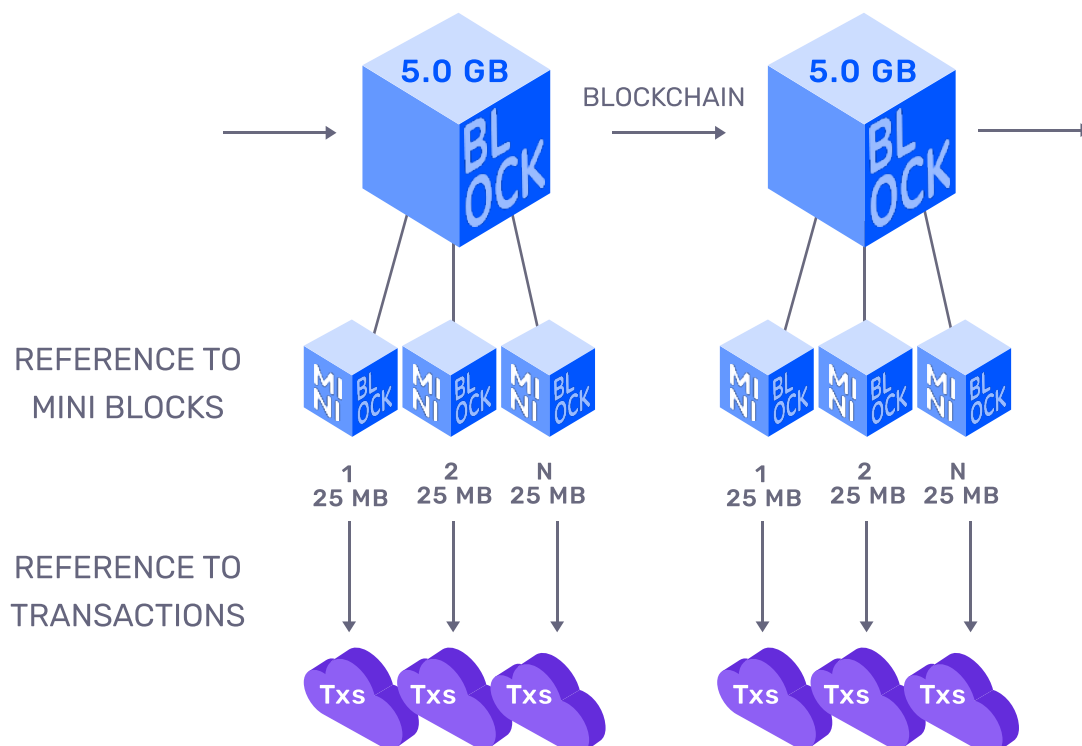 5.0 GB
5.0 GB
BLOCKCHAIN
BL
OCK
BL
OCK
REFERENCE TO
MINI BLOCKS
MI
NI
BL
OCK
MI
NI
BL
OCK
MI
NI
BL
OCK
MI
NI
BL
OCK
MI
NI
BL
OCK
MI
NI
BL
OCK
1
25 MB
2
25 MB
N
25 MB
1
25 MB
2
25 MB
N
25 MB
REFERENCE TO
TRANSACTIONS
Txs
Txs
Txs
Txs
Txs
Txs